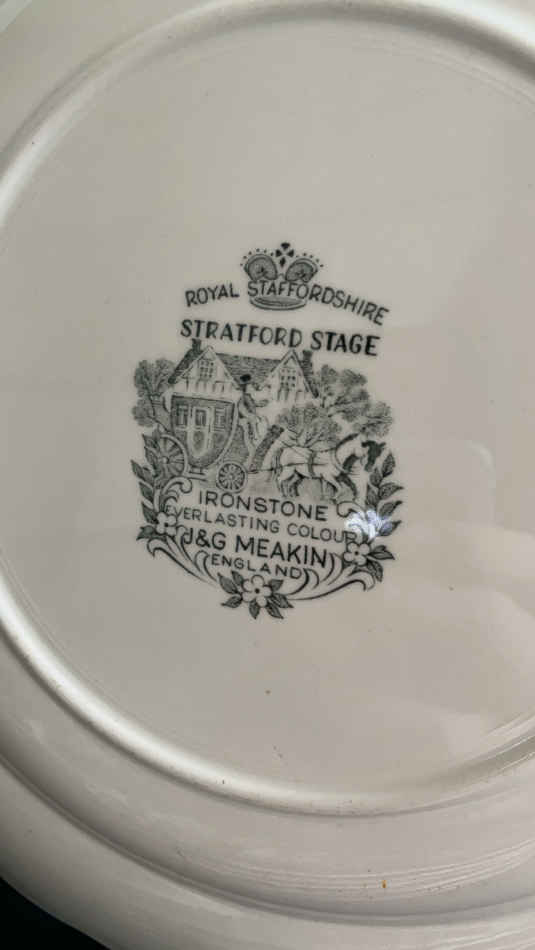 ROYAL STAFFORDSHIRE
STRATFORD STAGE
IRONSTONE
EVERLASTING COLOUR
J&G MEAKIN
ENGLAND